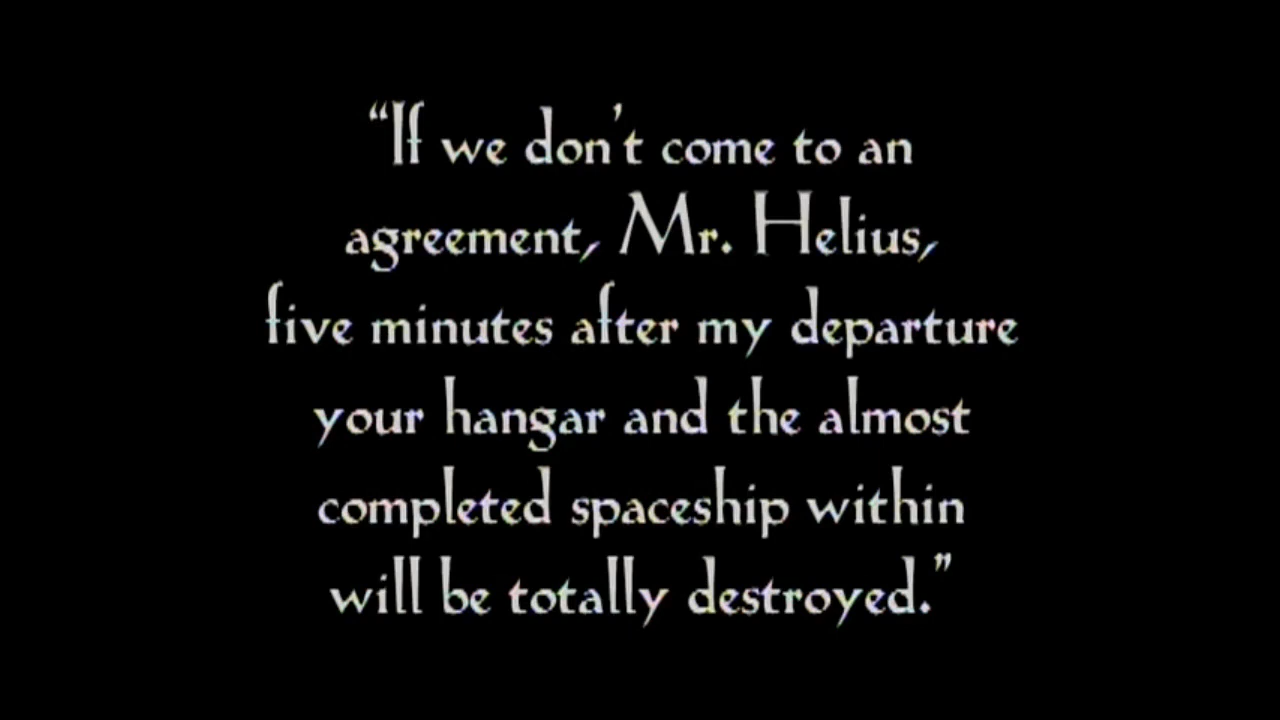 “If we don’t come to an
agreement, Mr. Helius,
five minutes after my departure
your hangar and the almost
completed spaceship within
will be totally destroyed.”